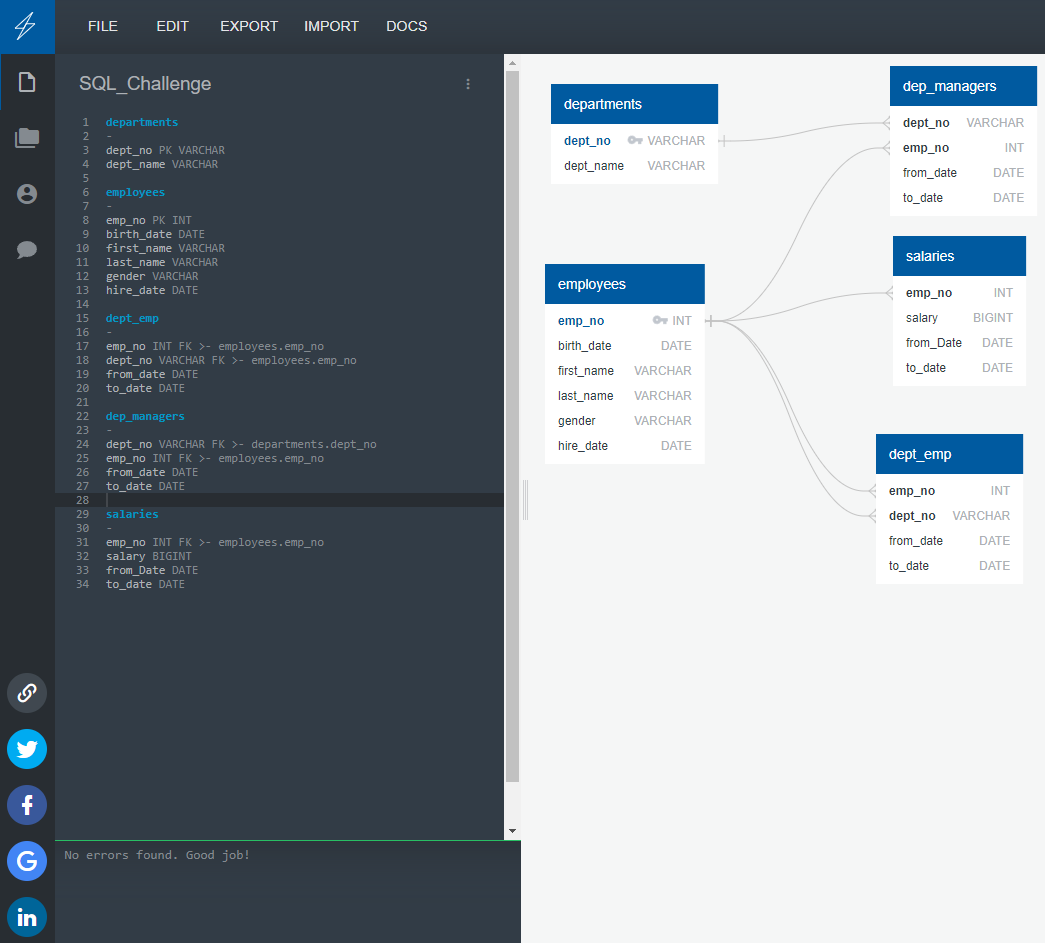 FILE EDIT EXPORT IMPORT DOCS
SQL_Challenge
1 departments
2 -
3 dept_no PK VARCHAR
4 dept_name VARCHAR
5
6 employees
7 -
8 emp_no PK INT
9 birth_date DATE
10 first_name VARCHAR
11 last_name VARCHAR
12 gender VARCHAR
13 hire_date DATE
14
15 dept_emp
16 -
17 emp_no INT FK >- employees.emp_no
18 dept_no VARCHAR FK >- employees.emp_no
19 from_date DATE
20 to_date DATE
21
22 dep_managers
23 -
24 dept_no VARCHAR FK >- departments.dept_no
25 emp_no INT FK >- employees.emp_no
26 from_date DATE
27 to_date DATE
28
29 salaries
30 -
31 emp_no INT FK >- employees.emp_no
32 salary BIGINT
33 from_Date DATE
34 to_date DATE
No errors found. Good job!
departments
dept_no VARCHAR
dept_name VARCHAR
employees
emp_no INT
birth_date DATE
first_name VARCHAR
last_name VARCHAR
gender VARCHAR
hire_date DATE
dep_managers
dept_no VARCHAR
emp_no INT
from_date DATE
to_date DATE
salaries
emp_no INT
salary BIGINT
from_Date DATE
to_date DATE
dept_emp
emp_no INT
dept_no VARCHAR
from_date DATE
to_date DATE
f
G
in